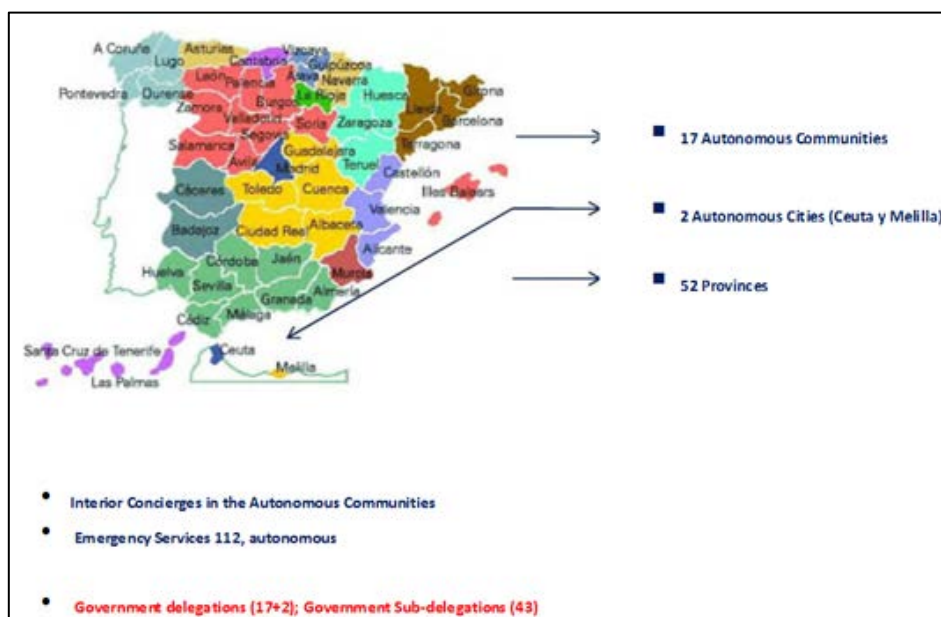 A Coruña
Asturias
Cantabria
Vizcaya
Guipúzcoa
Lugo
León
Palencia
Álava
Navarra
Pontevedra
Ourense
Burgos
La Rioja
Huesca
Girona
Lleida
Zamora
Valladolid
Soria
Zaragoza
Barcelona
Segovia
Tarragona
Salamanca
Ávila
Guadalajara
Madrid
Teruel
Castellón
Cáceres
Toledo
Cuenca
Illes Balears
Valencia
Badajoz
Ciudad Real
Albacete
Alicante
Córdoba
Jaén
Murcia
Huelva
Sevilla
Granada
Almería
Málaga
Cádiz
Santa Cruz de Tenerife
Ceuta
Melilla
Las Palmas
17 Autonomous Communities
2 Autonomous Cities (Ceuta y Melilla)
52 Provinces
Interior Concierges in the Autonomous Communities
Emergency Services 112, autonomous
Government delegations (17+2); Government Sub-delegations (43)